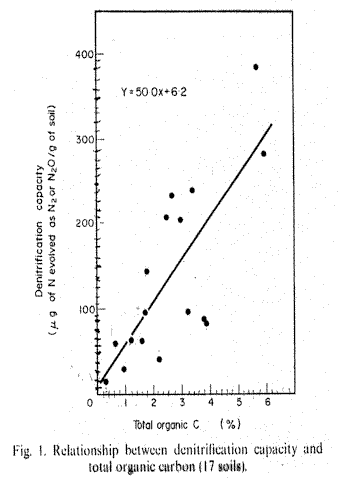 400
Y=50·0x+6·2
300
200
100
0
1
2
3
4
5
6
Denitrification capacity
(μg of N evolved as N₂ or N₂O/g of soil)
Total organic C (%)
Fig. 1. Relationship between denitrification capacity and
total organic carbon (17 soils).